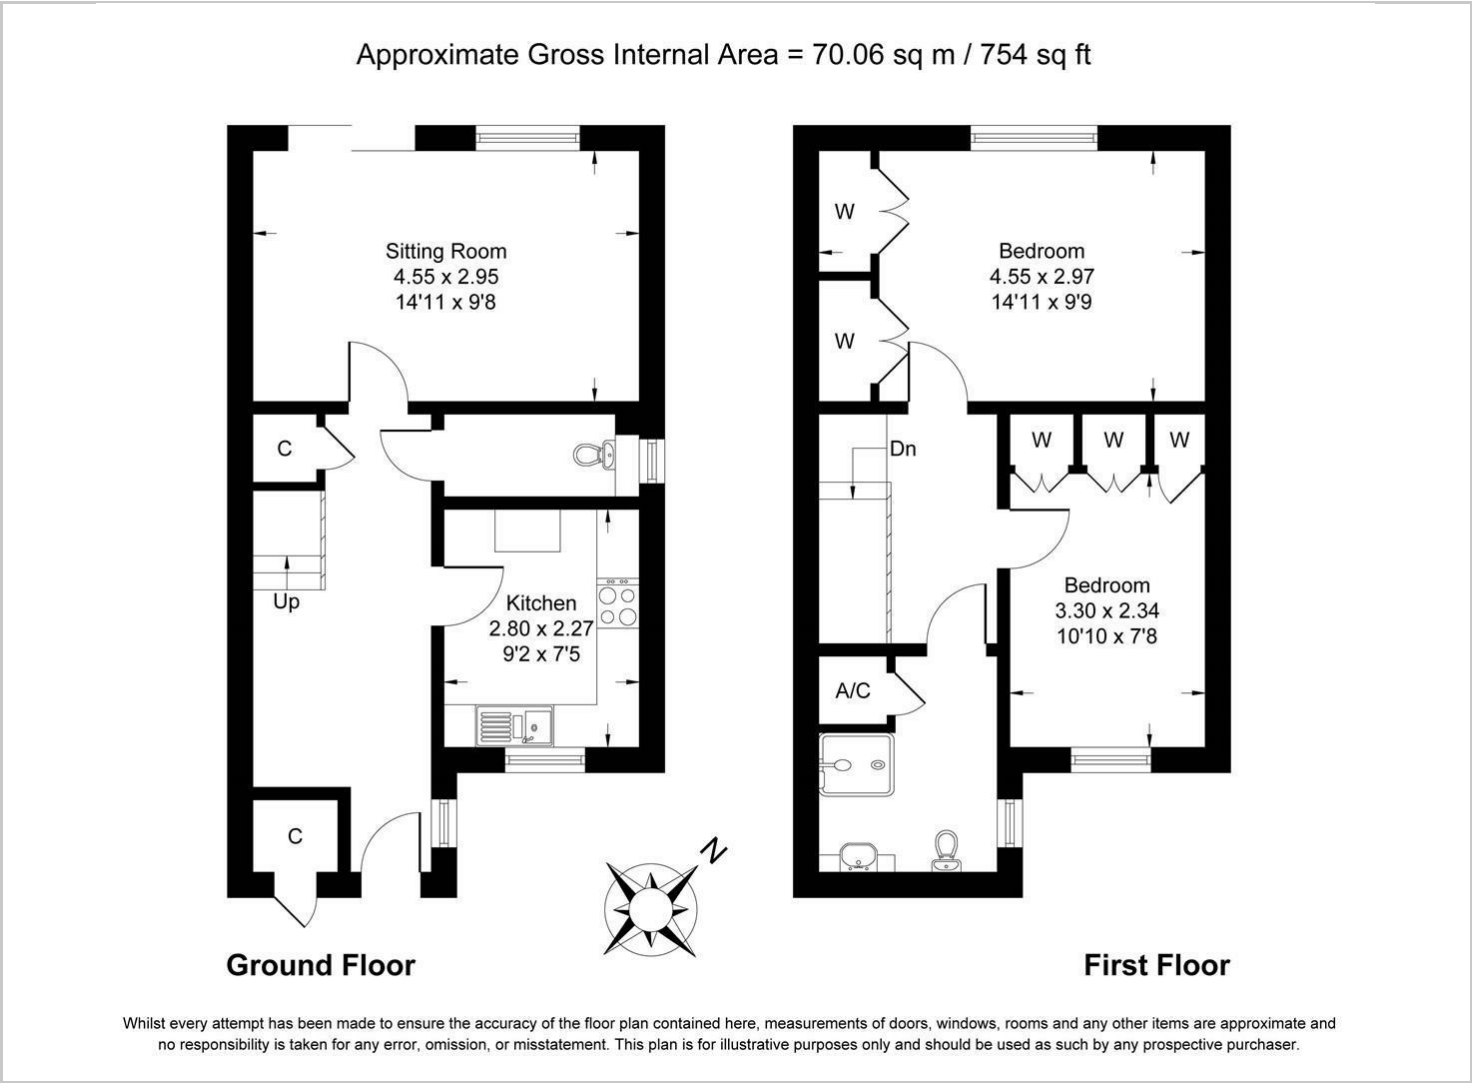 Approximate Gross Internal Area = 70.06 sq m / 754 sq ft
Sitting Room
4.55 x 2.95
14'11 x 9'8
C
Up
Kitchen
2.80 x 2.27
9'2 x 7'5
C
N
Ground Floor
W
W
Bedroom
4.55 x 2.97
14'11 x 9'9
Dn
W
W
W
Bedroom
3.30 x 2.34
10'10 x 7'8
A/C
First Floor
Whilst every attempt has been made to ensure the accuracy of the floor plan contained here, measurements of doors, windows, rooms and any other items are approximate and
no responsibility is taken for any error, omission, or misstatement. This plan is for illustrative purposes only and should be used as such by any prospective purchaser.